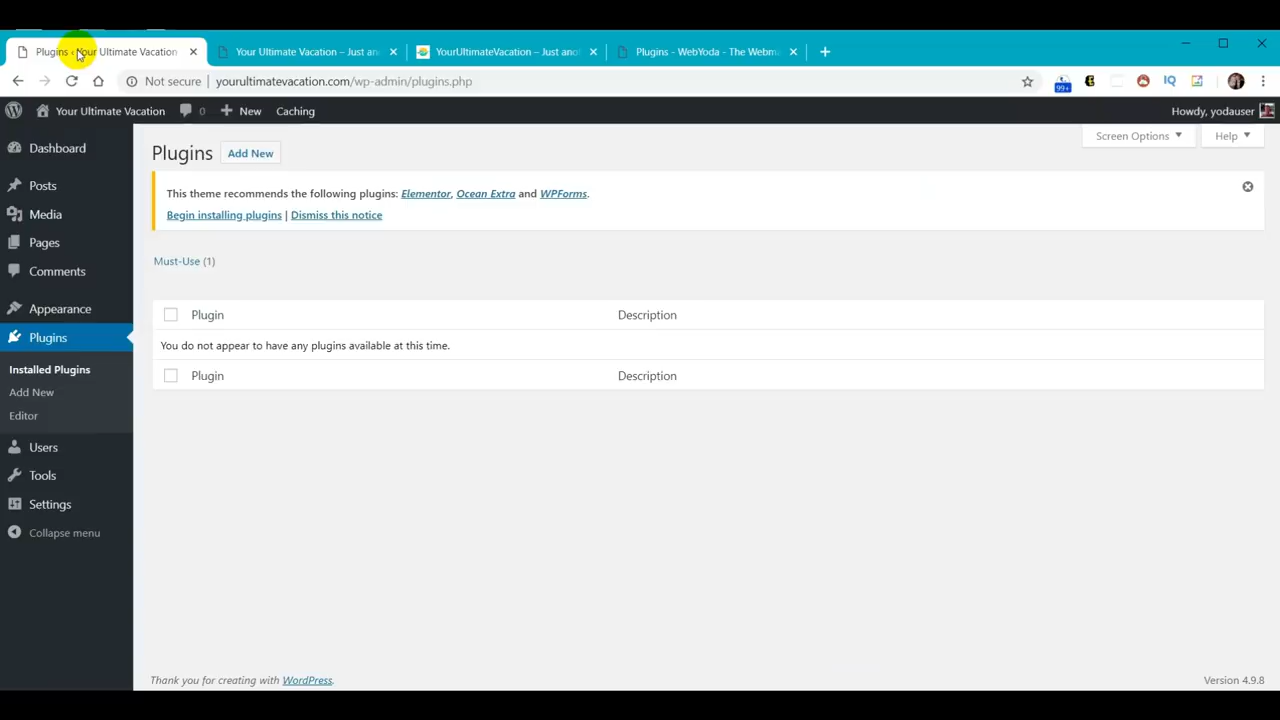 Plugins ‹ Your Ultimate Vacation
Your Ultimate Vacation – Just an
YourUltimateVacation – Just ano
Plugins - WebYoda - The Webma
Not secure | yourultimatevacation.com/wp-admin/plugins.php
99+
IQ
Your Ultimate Vacation
0
New
Caching
Howdy, yodauser
Dashboard
Posts
Media
Pages
Comments
Appearance
Plugins
Installed Plugins
Add New
Editor
Users
Tools
Settings
Collapse menu
Screen Options
Help
Plugins
Add New
This theme recommends the following plugins: Elementor, Ocean Extra and WPForms.
Begin installing plugins | Dismiss this notice
Must-Use (1)
Plugin
Description
You do not appear to have any plugins available at this time.
Plugin
Description
Thank you for creating with WordPress.
Version 4.9.8